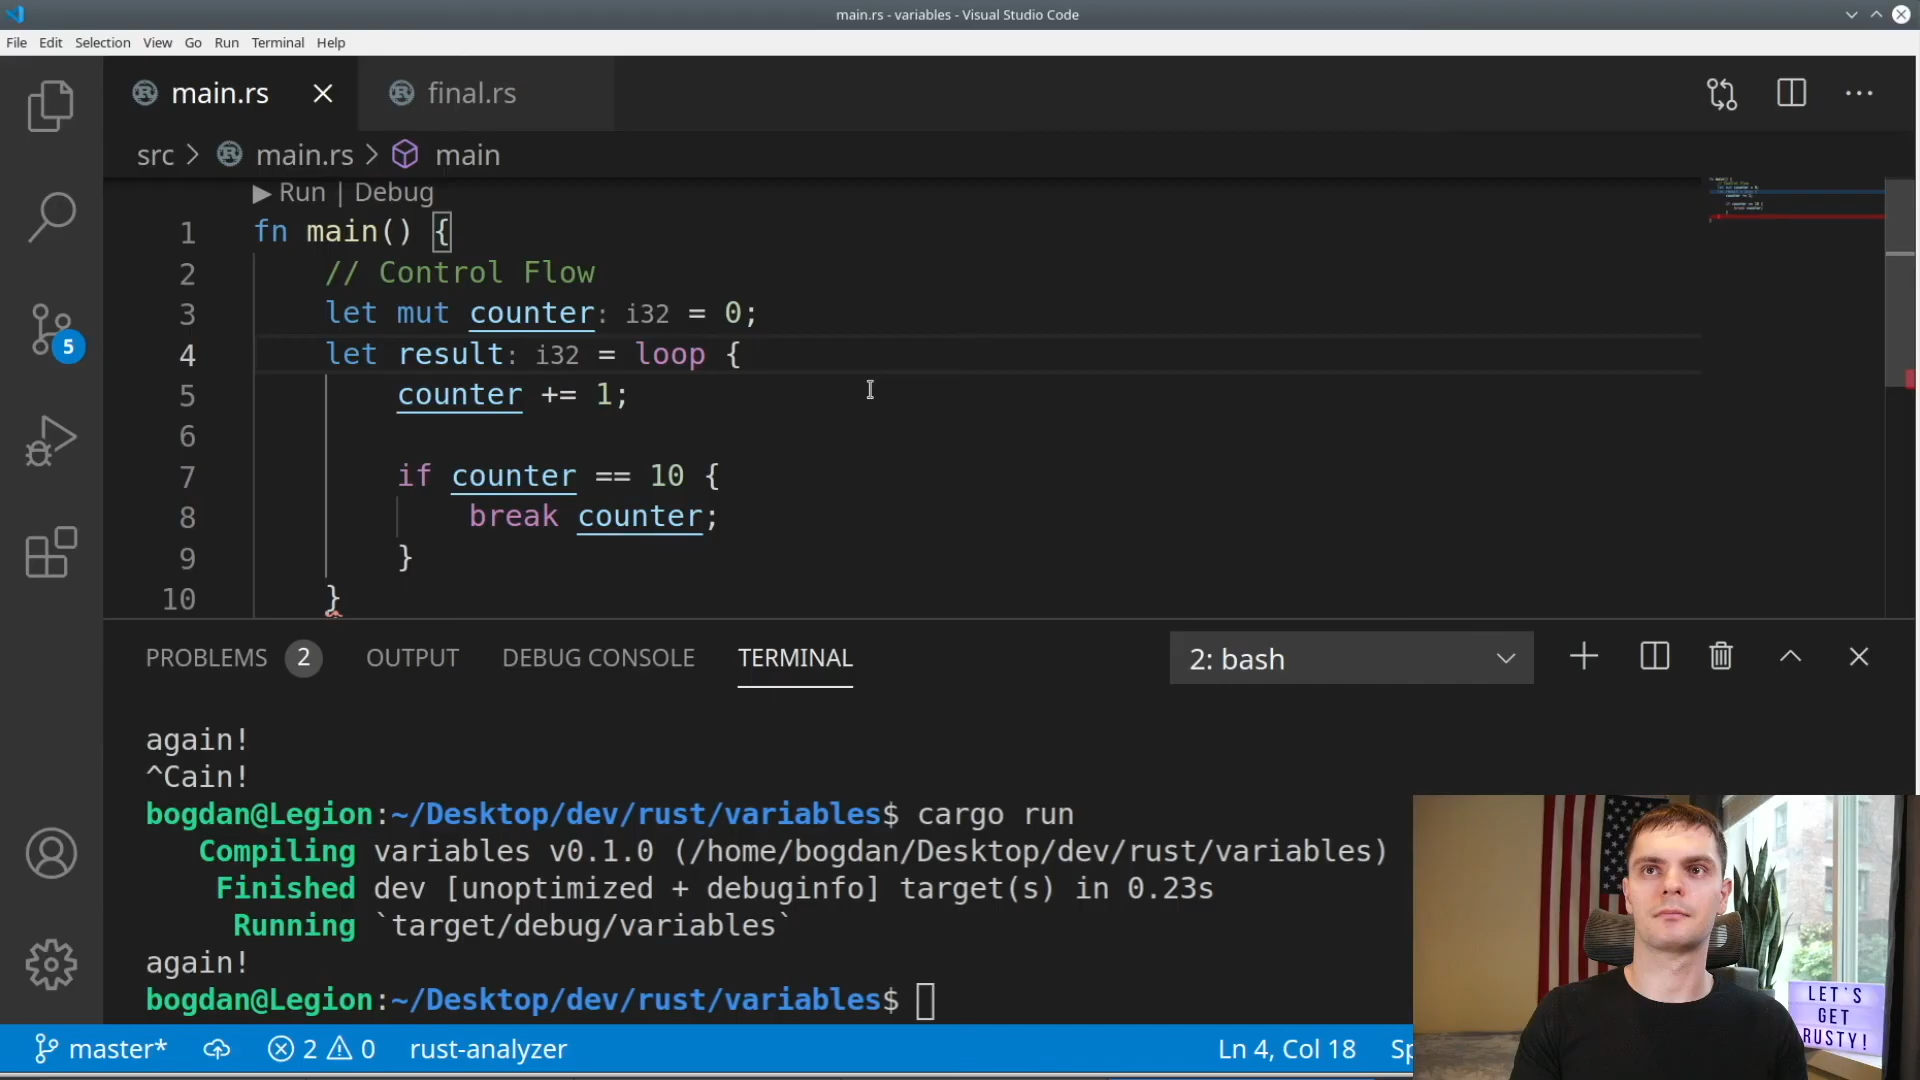 main.rs - variables - Visual Studio Code
File Edit Selection View Go Run Terminal Help
main.rs final.rs
src > main.rs > main
Run | Debug
1 fn main() {
2 // Control Flow
3 let mut counter: i32 = 0;
4 let result: i32 = loop {
5 counter += 1;
6
7 if counter == 10 {
8 break counter;
9 }
10 }
5
PROBLEMS 2 OUTPUT DEBUG CONSOLE TERMINAL 2: bash
again!
^Cain!
bogdan@Legion:~/Desktop/dev/rust/variables$ cargo run
Compiling variables v0.1.0 (/home/bogdan/Desktop/dev/rust/variables)
Finished dev [unoptimized + debuginfo] target(s) in 0.23s
Running `target/debug/variables`
again!
bogdan@Legion:~/Desktop/dev/rust/variables$
LET'S
GET
RUSTY!
master* 2 0 rust-analyzer Ln 4, Col 18 Sp